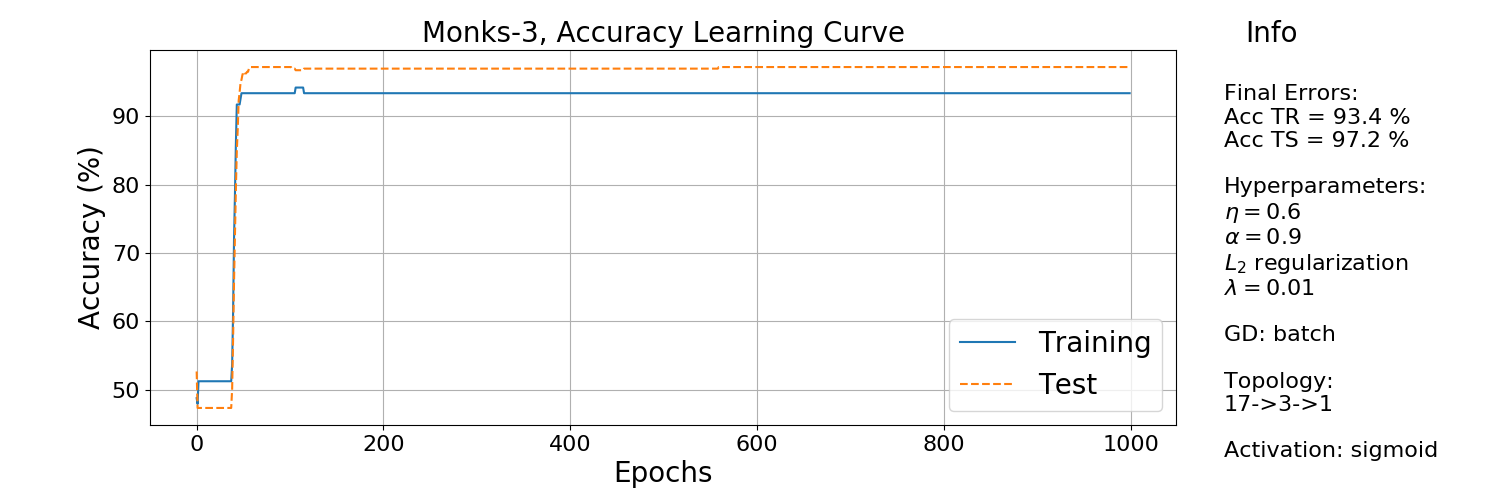 Monks-3, Accuracy Learning Curve
Accuracy (%)
90
80
70
60
50
0 200 400 600 800 1000
Epochs
Training
Test
Info
Final Errors:
Acc TR = 93.4 %
Acc TS = 97.2 %
Hyperparameters:
η = 0.6
α = 0.9
L₂ regularization
λ = 0.01
GD: batch
Topology:
17->3->1
Activation: sigmoid